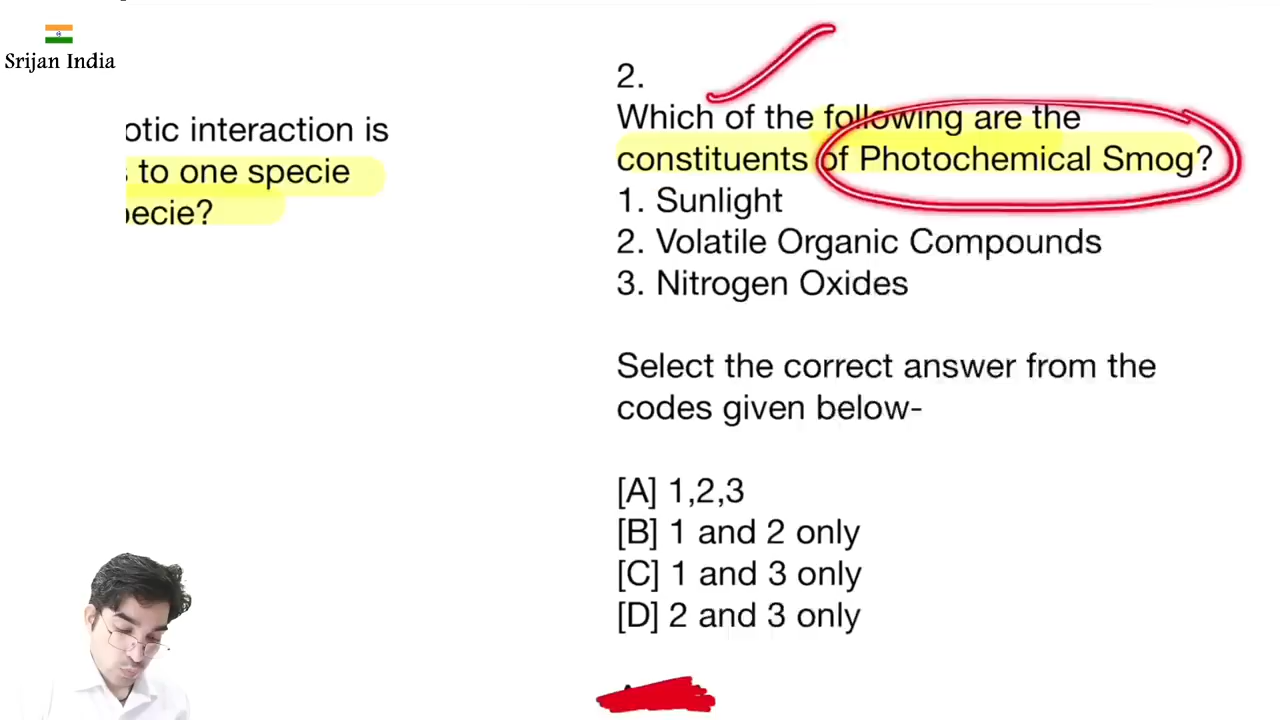 Srijan India
otic interaction is
to one specie
pecie?
2.
Which of the following are the
constituents of Photochemical Smog?
1. Sunlight
2. Volatile Organic Compounds
3. Nitrogen Oxides
Select the correct answer from the
codes given below-
[A] 1,2,3
[B] 1 and 2 only
[C] 1 and 3 only
[D] 2 and 3 only